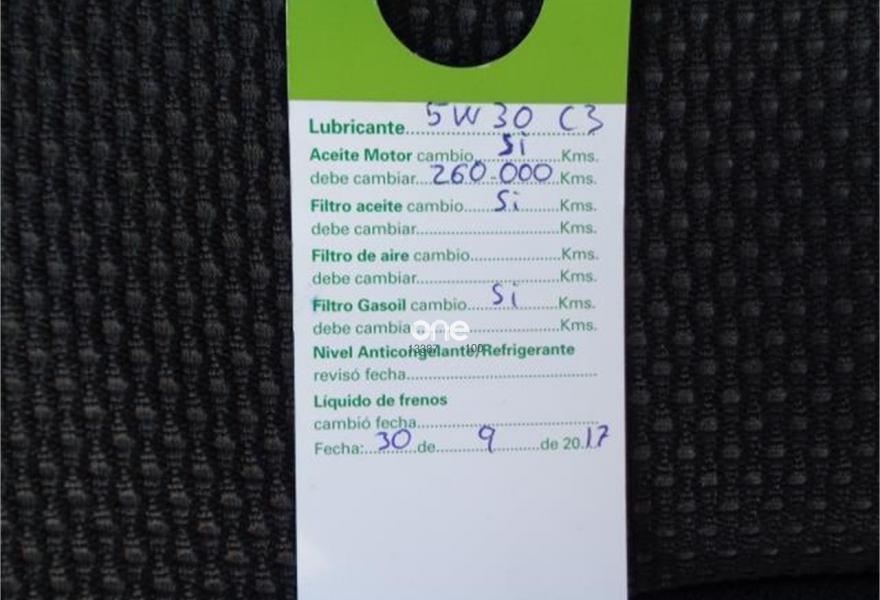 Lubricante 5W30 C3
Aceite Motor cambio Si Kms.
debe cambiar 260-000 Kms.
Filtro aceite cambio Si Kms.
debe cambiar Kms.
Filtro de aire cambio Kms.
debe cambiar Kms.
Filtro Gasoil cambio Si Kms.
debe cambia Kms.
one
Nivel Anticongelante/Refrigerante
revisó fecha
Líquido de frenos
cambió fecha
Fecha: 30 de 9 de 2017